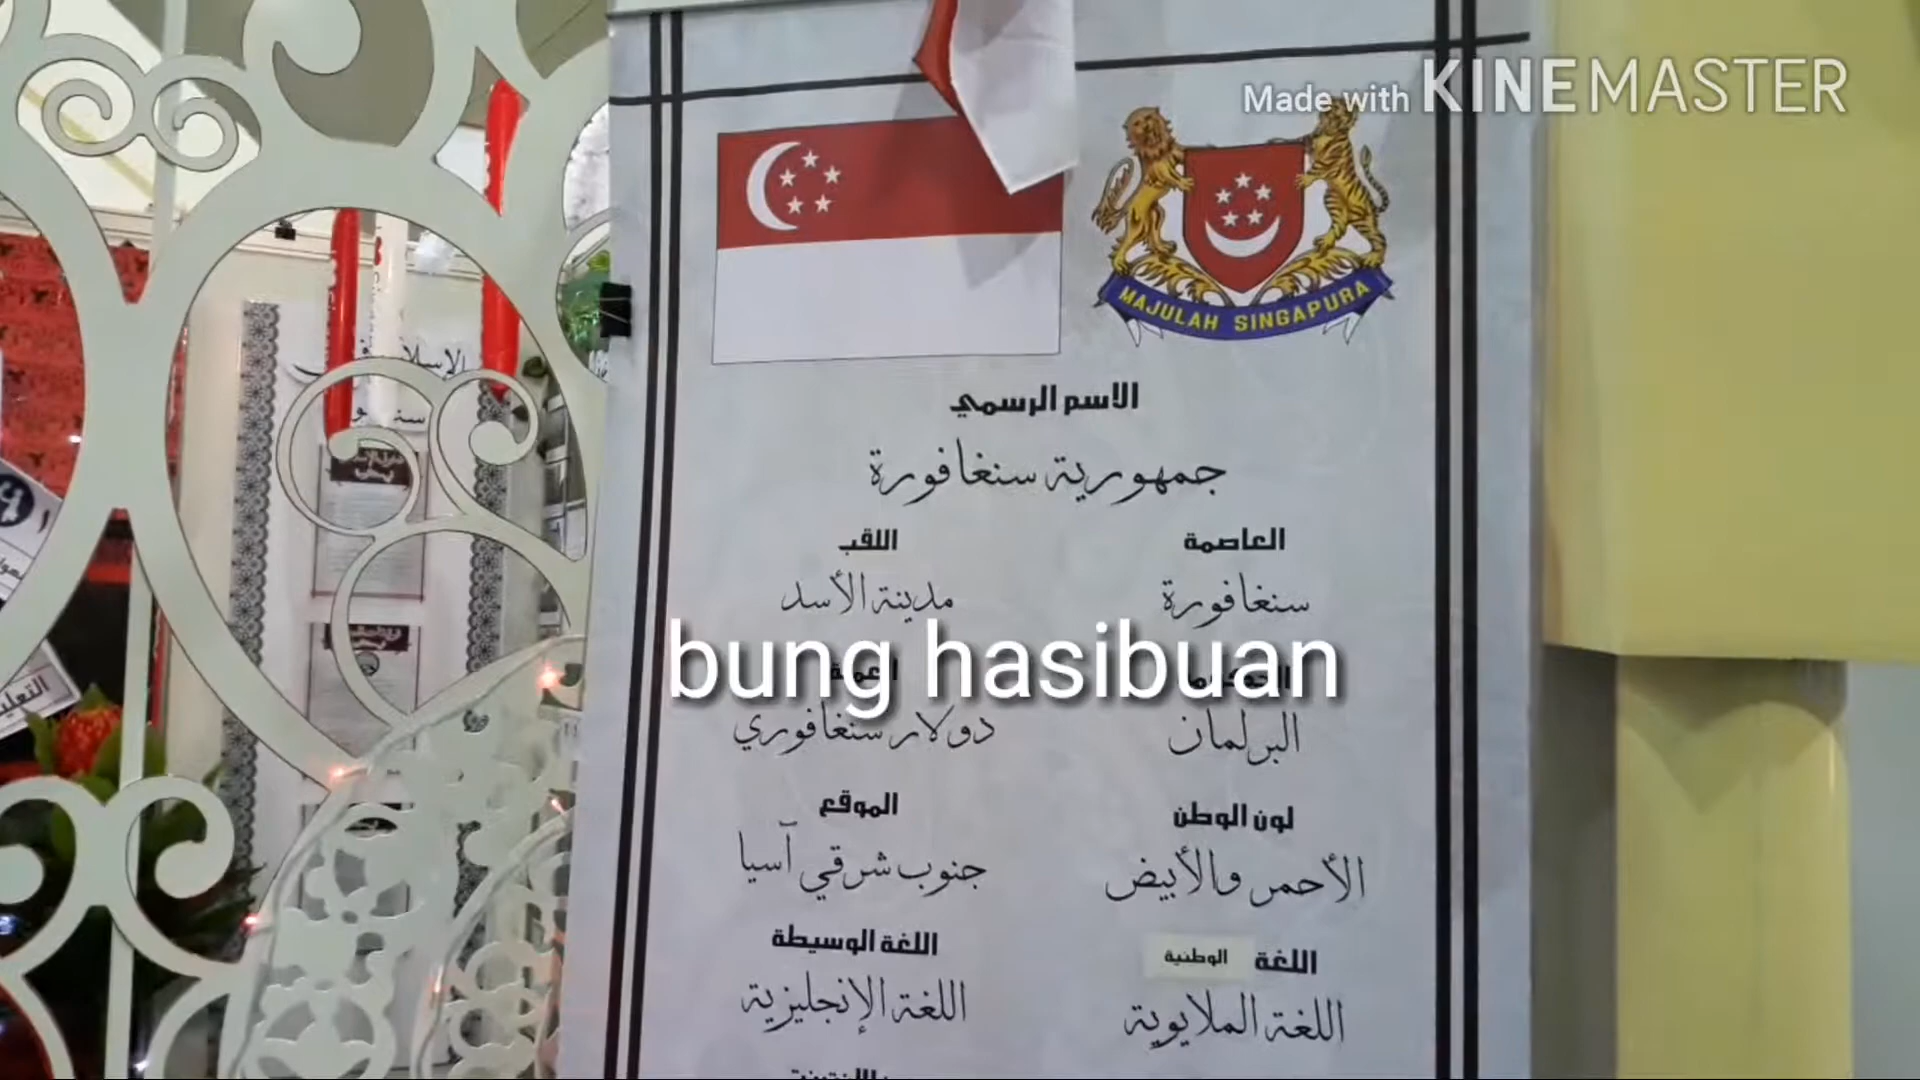 Made with KINEMASTER
MAJULAH SINGAPURA
الاسم الرسمي
جمهورية سنغافورة
العاصمة
سنغافورة
اللقب
مدينة الأسد
bung hasibuan
البرلمان
دولار سنغافوري
لون الوطن
الأحمر والأبيض
الموقع
جنوب شرقي آسيا
اللغة الوطنية
اللغة الملايوية
اللغة الوسيطة
اللغة الإنجليزية